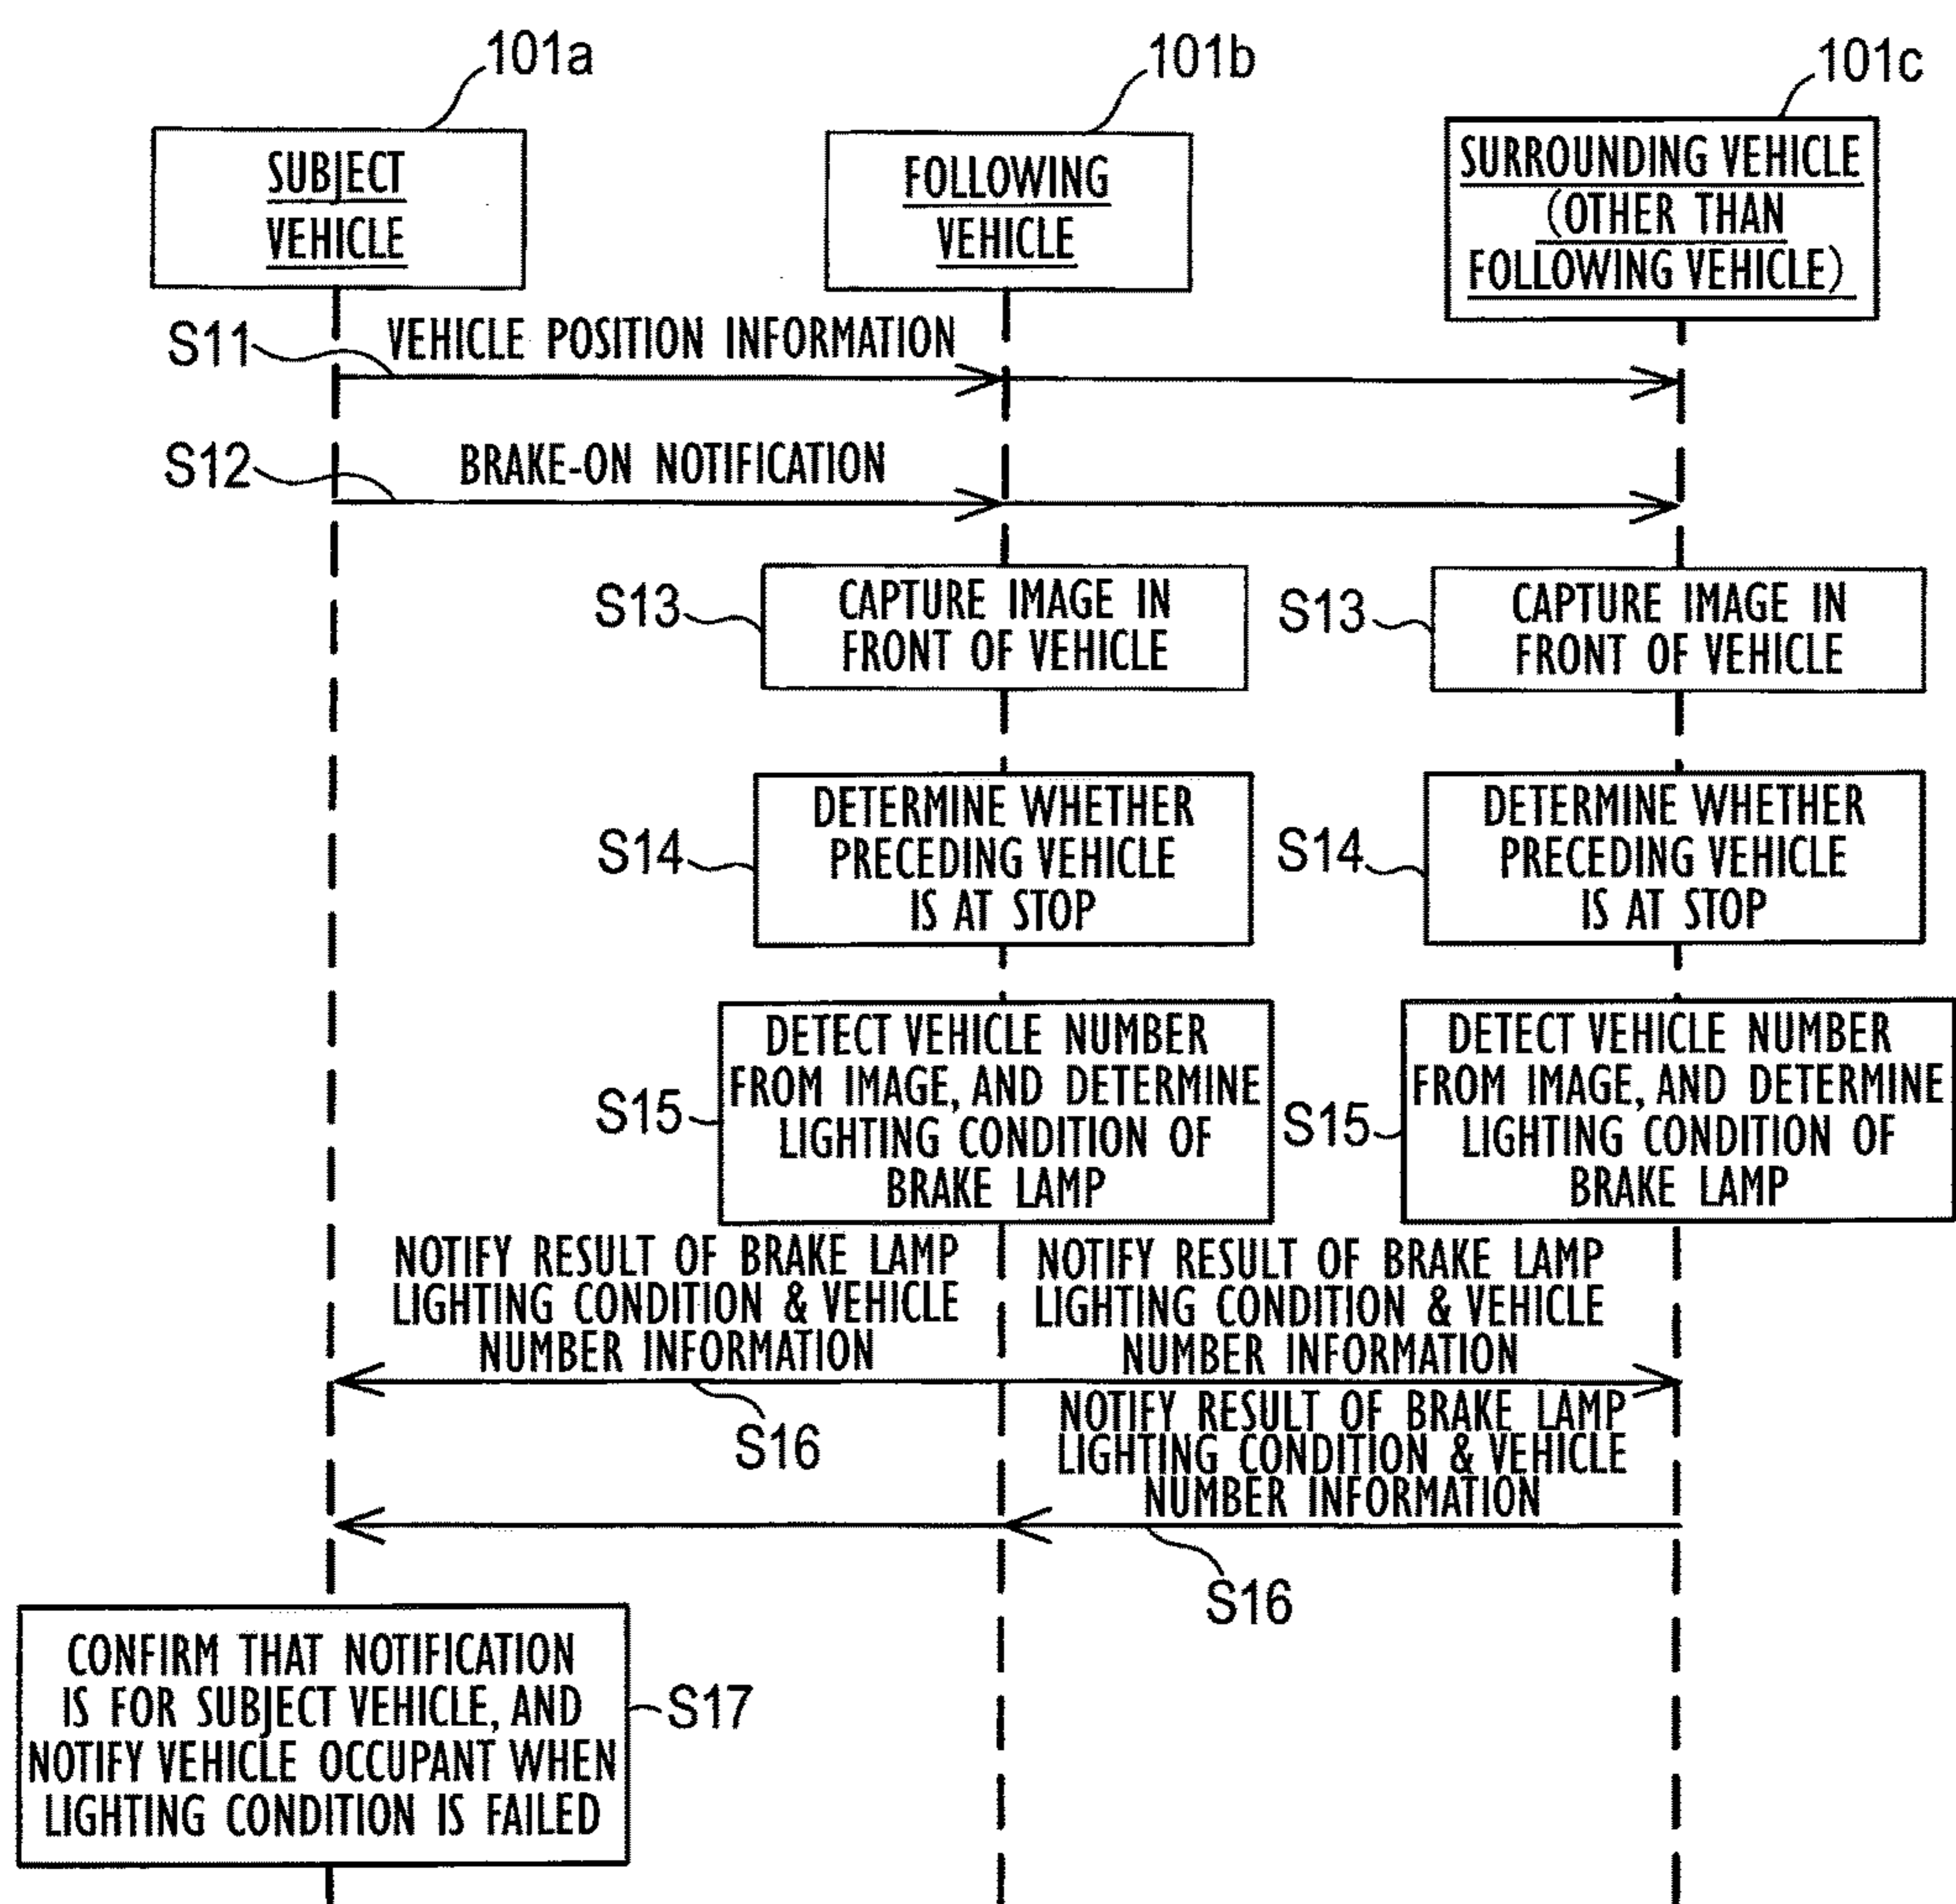 101a
101b
101c
SUBJECT
VEHICLE
FOLLOWING
VEHICLE
SURROUNDING VEHICLE
(OTHER THAN
FOLLOWING VEHICLE)
S11
VEHICLE POSITION INFORMATION
S12
BRAKE-ON NOTIFICATION
S13
CAPTURE IMAGE IN
FRONT OF VEHICLE
S13
CAPTURE IMAGE IN
FRONT OF VEHICLE
S14
DETERMINE WHETHER
PRECEDING VEHICLE
IS AT STOP
S14
DETERMINE WHETHER
PRECEDING VEHICLE
IS AT STOP
S15
DETECT VEHICLE NUMBER
FROM IMAGE, AND DETERMINE
LIGHTING CONDITION OF
BRAKE LAMP
S15
DETECT VEHICLE NUMBER
FROM IMAGE, AND DETERMINE
LIGHTING CONDITION OF
BRAKE LAMP
NOTIFY RESULT OF BRAKE LAMP
LIGHTING CONDITION & VEHICLE
NUMBER INFORMATION
S16
NOTIFY RESULT OF BRAKE LAMP
LIGHTING CONDITION & VEHICLE
NUMBER INFORMATION
NOTIFY RESULT OF BRAKE LAMP
LIGHTING CONDITION & VEHICLE
NUMBER INFORMATION
S16
CONFIRM THAT NOTIFICATION
IS FOR SUBJECT VEHICLE, AND
NOTIFY VEHICLE OCCUPANT WHEN
LIGHTING CONDITION IS FAILED
S17